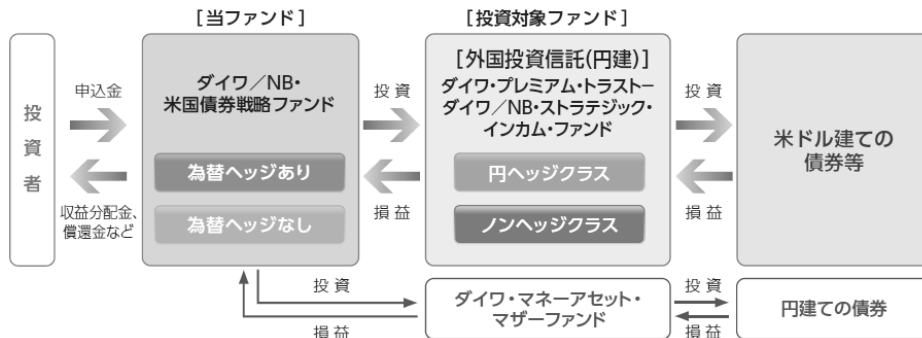 [当ファンド]
[投資対象ファンド]
投資者
申込金
収益分配金、
償還金など
ダイワ／NB・
米国債券戦略ファンド
為替ヘッジあり
為替ヘッジなし
投資
損益
[外国投資信託(円建)]
ダイワ・プレミアム・トラスト－
ダイワ／NB・ストラテジック・
インカム・ファンド
円ヘッジクラス
ノンヘッジクラス
投資
損益
米ドル建ての
債券等
投資
損益
ダイワ・マネーアセット・
マザーファンド
投資
損益
円建ての債券